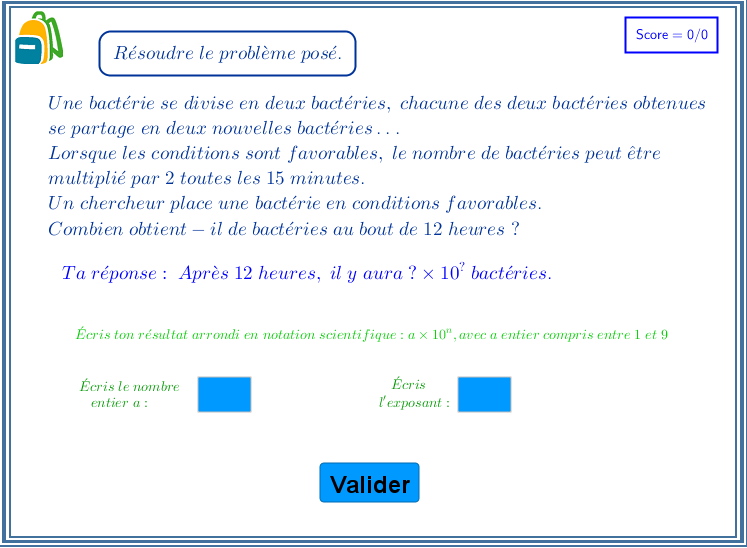 Score = 0/0
Résoudre le problème posé.
Une bactérie se divise en deux bactéries, chacune des deux bactéries obtenues
se partage en deux nouvelles bactéries . . .
Lorsque les conditions sont favorables, le nombre de bactéries peut être
multiplié par 2 toutes les 15 minutes.
Un chercheur place une bactérie en conditions favorables.
Combien obtient − il de bactéries au bout de 12 heures ?
Ta réponse : Après 12 heures, il y aura ? × 10^? bactéries.
Écris ton résultat arrondi en notation scientifique : a × 10^n, avec a entier compris entre 1 et 9
Écris le nombre
entier a :
Écris
l'exposant :
Valider